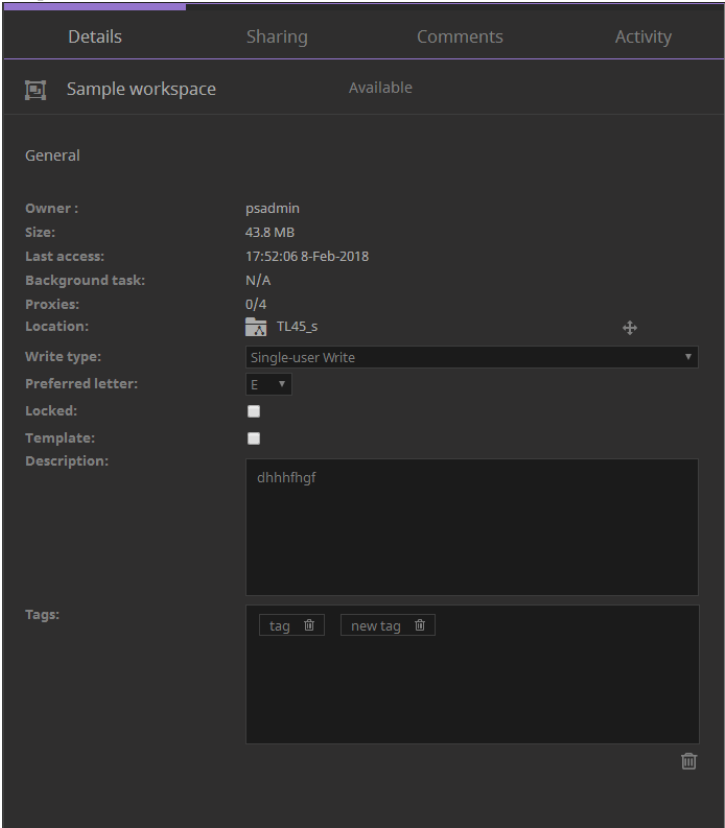 Details Sharing Comments Activity
Sample workspace Available
General
Owner : psadmin
Size: 43.8 MB
Last access: 17:52:06 8-Feb-2018
Background task: N/A
Proxies: 0/4
Location: TL45_s
Write type: Single-user Write
Preferred letter: E
Locked:
Template:
Description: dhhhfhgf
Tags: tag new tag